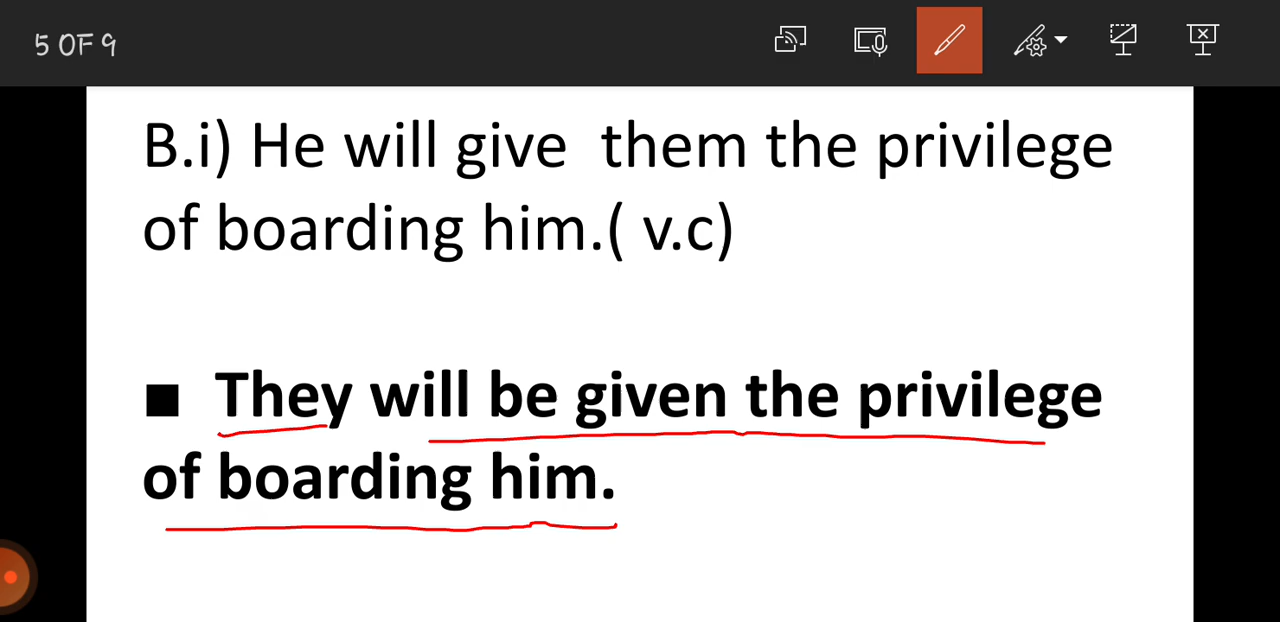 5 OF 9
B.i) He will give them the privilege
of boarding him.( v.c)
■ They will be given the privilege
of boarding him.